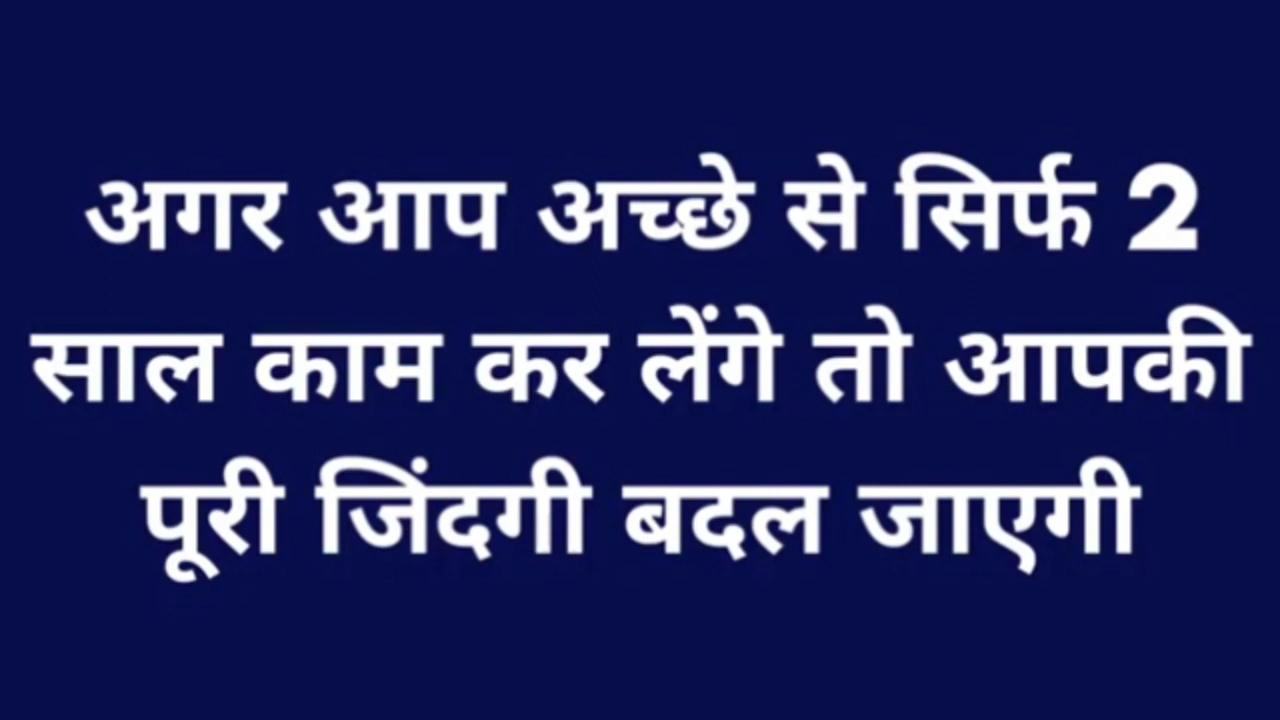 अगर आप अच्छे से सिर्फ 2
साल काम कर लेंगे तो आपकी
पूरी जिंदगी बदल जाएगी